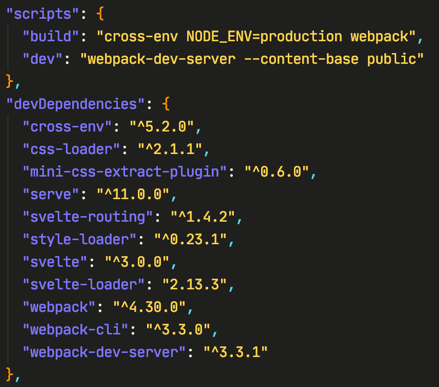 "scripts": {
"build": "cross-env NODE_ENV=production webpack",
"dev": "webpack-dev-server --content-base public"
},
"devDependencies": {
"cross-env": "^5.2.0",
"css-loader": "^2.1.1",
"mini-css-extract-plugin": "^0.6.0",
"serve": "^11.0.0",
"svelte-routing": "^1.4.2",
"style-loader": "^0.23.1",
"svelte": "^3.0.0",
"svelte-loader": "2.13.3",
"webpack": "^4.30.0",
"webpack-cli": "^3.3.0",
"webpack-dev-server": "^3.3.1"
},